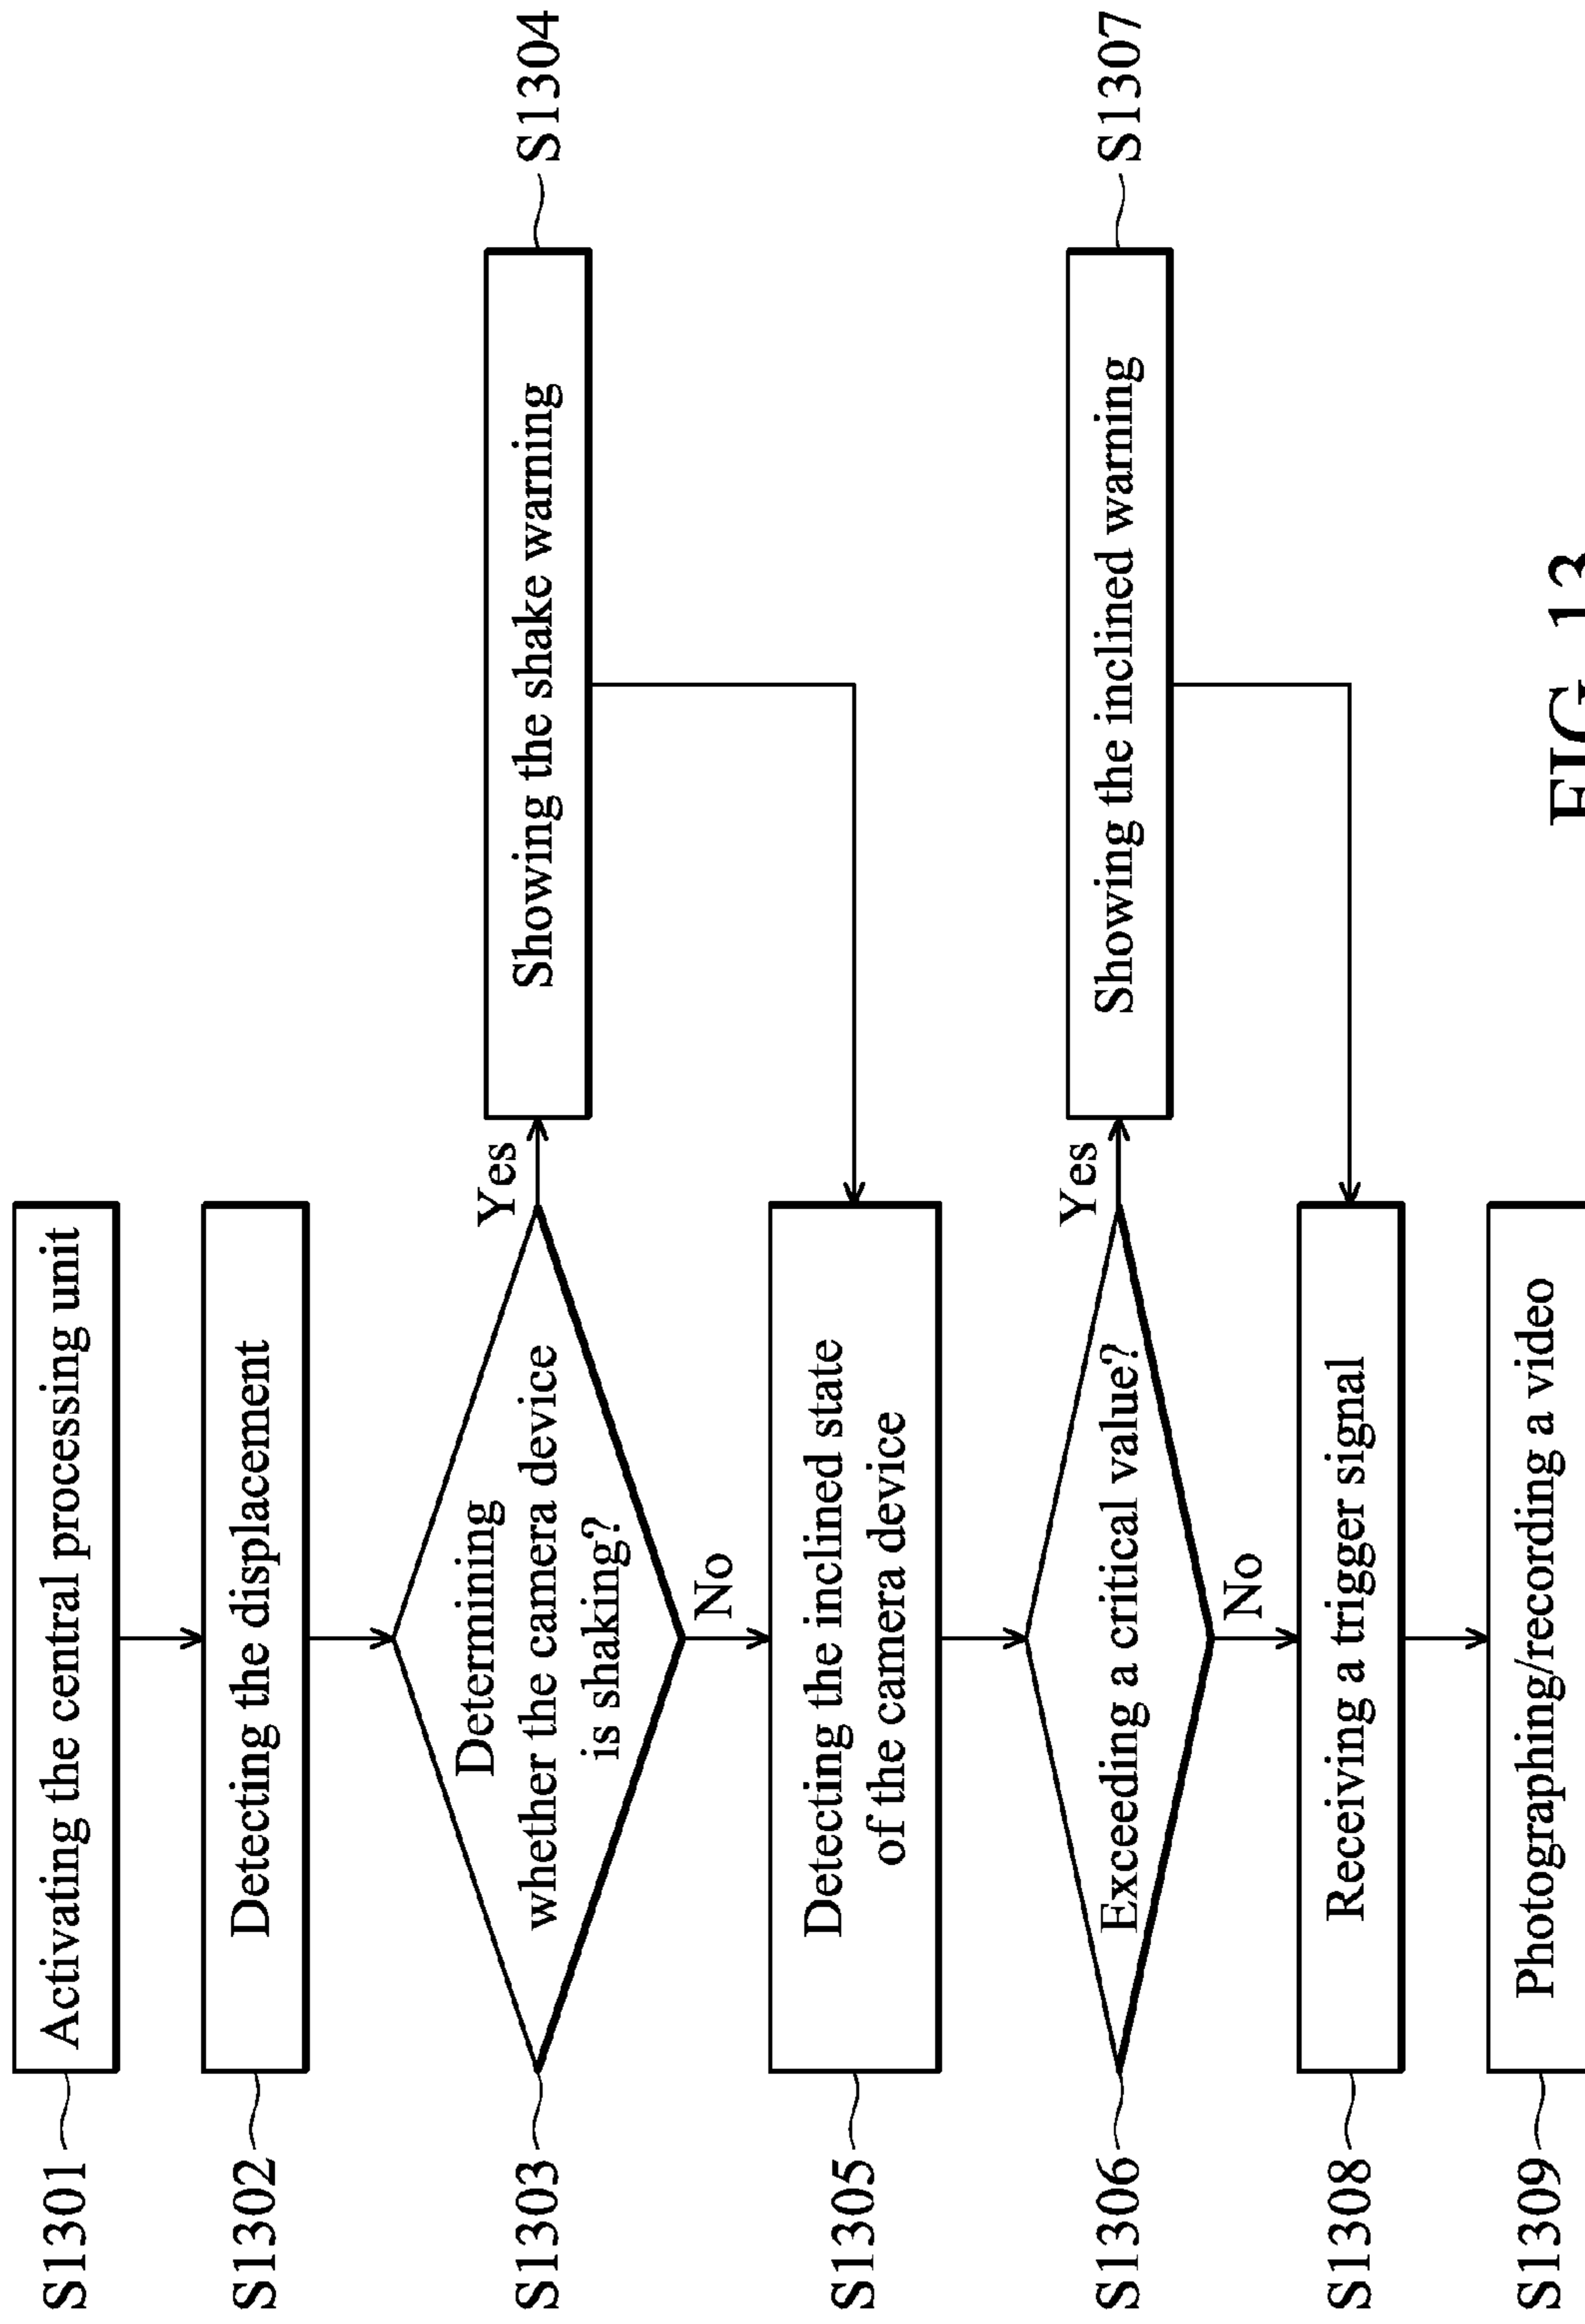 S1301
Activating the central processing unit
S1302
Detecting the displacement
S1303
Determining
whether the camera device
is shaking?
Yes
Showing the shake warning
S1304
No
S1305
Detecting the inclined state
of the camera device
S1306
Exceeding a critical value?
Yes
Showing the inclined warning
S1307
No
S1308
Receiving a trigger signal
S1309
Photographing/recording a video
FIG. 13